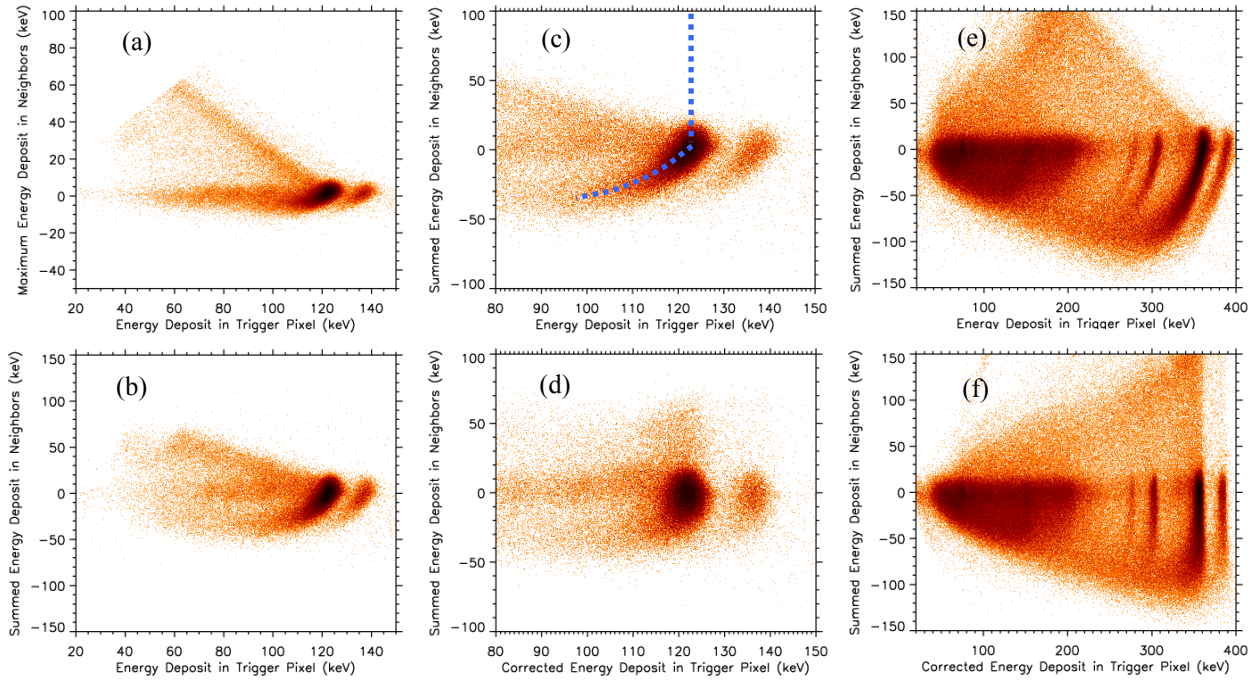 (a)
Maximum Energy Deposit in Neighbors (keV)
100
80
60
40
20
0
−20
−40
20 40 60 80 100 120 140
Energy Deposit in Trigger Pixel (keV)
(c)
Summed Energy Deposit in Neighbors (keV)
100
50
0
−50
−100
80 90 100 110 120 130 140 150
Energy Deposit in Trigger Pixel (keV)
(e)
Summed Energy Deposit in Neighbors (keV)
150
100
50
0
−50
−100
−150
100 200 300 400
Energy Deposit in Trigger Pixel (keV)
(b)
Summed Energy Deposit in Neighbors (keV)
150
100
50
0
−50
−100
−150
20 40 60 80 100 120 140
Energy Deposit in Trigger Pixel (keV)
(d)
Summed Energy Deposit in Neighbors (keV)
100
50
0
−50
−100
80 90 100 110 120 130 140 150
Corrected Energy Deposit in Trigger Pixel (keV)
(f)
Summed Energy Deposit in Neighbors (keV)
150
100
50
0
−50
−100
−150
100 200 300 400
Corrected Energy Deposit in Trigger Pixel (keV)